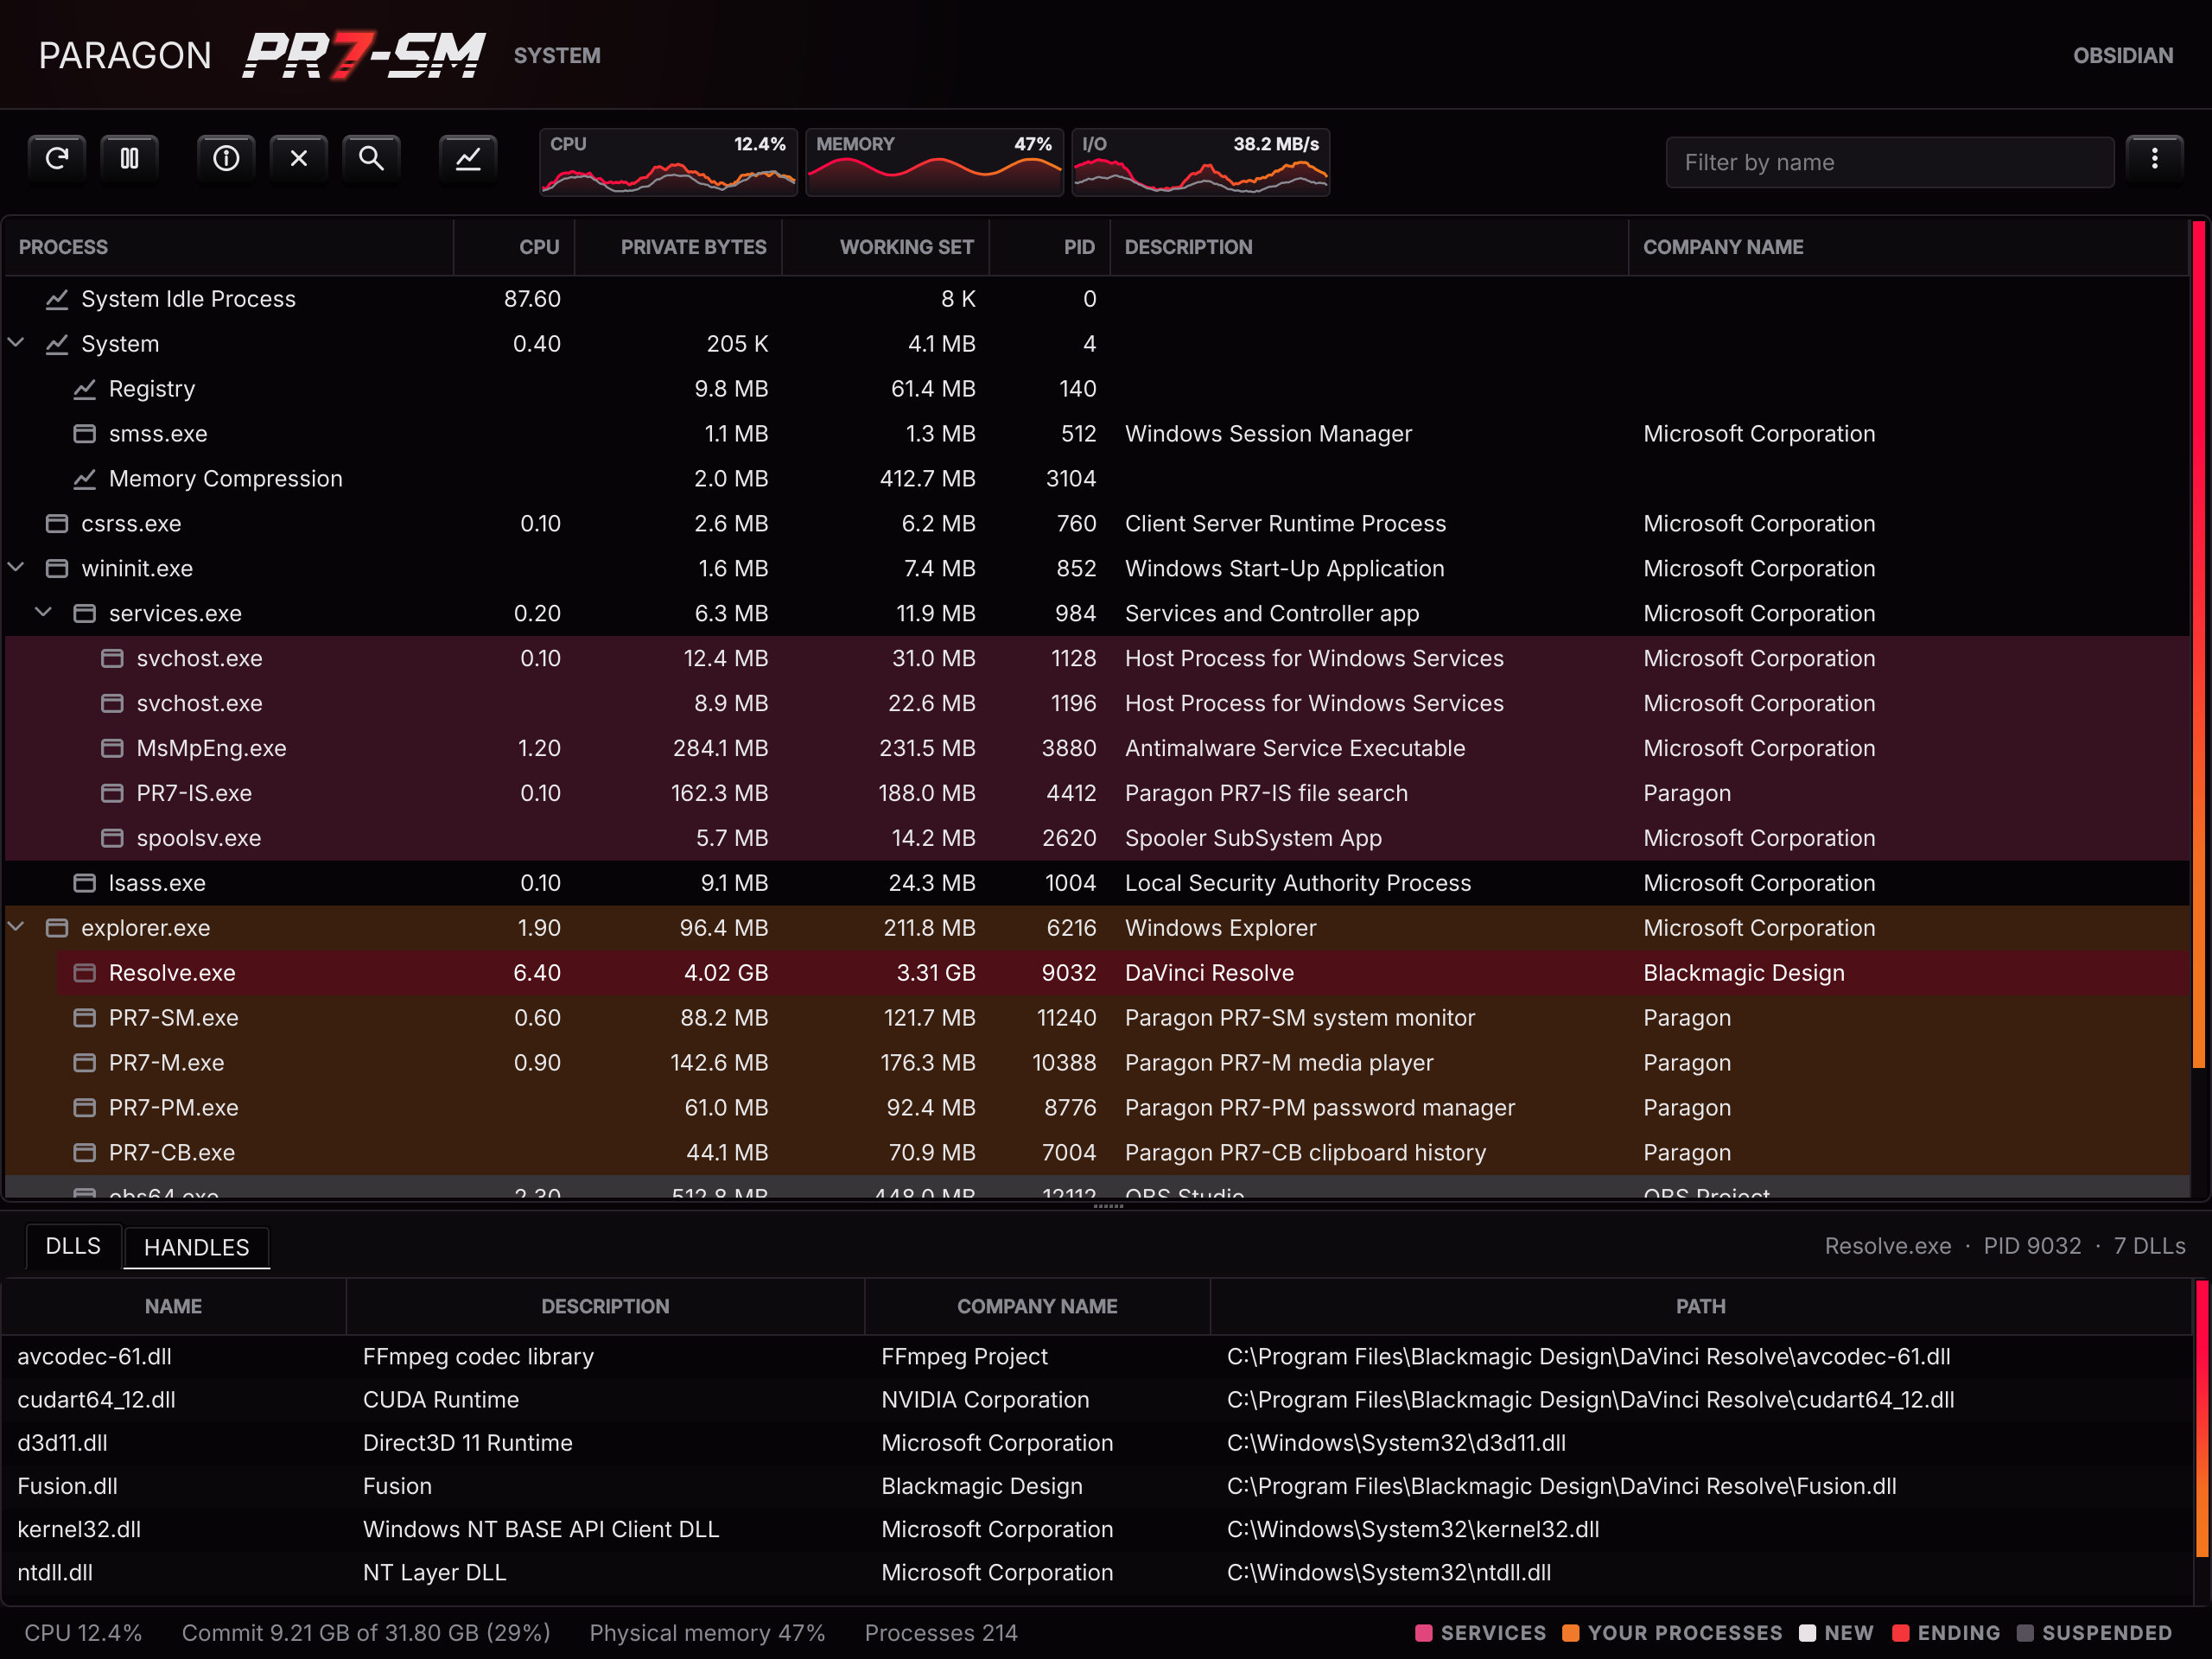 PARAGON PR7-SM SYSTEM OBSIDIAN
CPU 12.4% MEMORY 47% I/O 38.2 MB/s Filter by name
PROCESS CPU PRIVATE BYTES WORKING SET PID DESCRIPTION COMPANY NAME
System Idle Process 87.60 8 K 0
System 0.40 205 K 4.1 MB 4
Registry 9.8 MB 61.4 MB 140
smss.exe 1.1 MB 1.3 MB 512 Windows Session Manager Microsoft Corporation
Memory Compression 2.0 MB 412.7 MB 3104
csrss.exe 0.10 2.6 MB 6.2 MB 760 Client Server Runtime Process Microsoft Corporation
wininit.exe 1.6 MB 7.4 MB 852 Windows Start-Up Application Microsoft Corporation
services.exe 0.20 6.3 MB 11.9 MB 984 Services and Controller app Microsoft Corporation
svchost.exe 0.10 12.4 MB 31.0 MB 1128 Host Process for Windows Services Microsoft Corporation
svchost.exe 8.9 MB 22.6 MB 1196 Host Process for Windows Services Microsoft Corporation
MsMpEng.exe 1.20 284.1 MB 231.5 MB 3880 Antimalware Service Executable Microsoft Corporation
PR7-IS.exe 0.10 162.3 MB 188.0 MB 4412 Paragon PR7-IS file search Paragon
spoolsv.exe 5.7 MB 14.2 MB 2620 Spooler SubSystem App Microsoft Corporation
lsass.exe 0.10 9.1 MB 24.3 MB 1004 Local Security Authority Process Microsoft Corporation
explorer.exe 1.90 96.4 MB 211.8 MB 6216 Windows Explorer Microsoft Corporation
Resolve.exe 6.40 4.02 GB 3.31 GB 9032 DaVinci Resolve Blackmagic Design
PR7-SM.exe 0.60 88.2 MB 121.7 MB 11240 Paragon PR7-SM system monitor Paragon
PR7-M.exe 0.90 142.6 MB 176.3 MB 10388 Paragon PR7-M media player Paragon
PR7-PM.exe 61.0 MB 92.4 MB 8776 Paragon PR7-PM password manager Paragon
PR7-CB.exe 44.1 MB 70.9 MB 7004 Paragon PR7-CB clipboard history Paragon
obs64.exe 2.30 512.8 MB 448.0 MB 12112 OBS Studio OBS Project
DLLS HANDLES Resolve.exe · PID 9032 · 7 DLLs
NAME DESCRIPTION COMPANY NAME PATH
avcodec-61.dll FFmpeg codec library FFmpeg Project C:\Program Files\Blackmagic Design\DaVinci Resolve\avcodec-61.dll
cudart64_12.dll CUDA Runtime NVIDIA Corporation C:\Program Files\Blackmagic Design\DaVinci Resolve\cudart64_12.dll
d3d11.dll Direct3D 11 Runtime Microsoft Corporation C:\Windows\System32\d3d11.dll
Fusion.dll Fusion Blackmagic Design C:\Program Files\Blackmagic Design\DaVinci Resolve\Fusion.dll
kernel32.dll Windows NT BASE API Client DLL Microsoft Corporation C:\Windows\System32\kernel32.dll
ntdll.dll NT Layer DLL Microsoft Corporation C:\Windows\System32\ntdll.dll
CPU 12.4% Commit 9.21 GB of 31.80 GB (29%) Physical memory 47% Processes 214 SERVICES YOUR PROCESSES NEW ENDING SUSPENDED